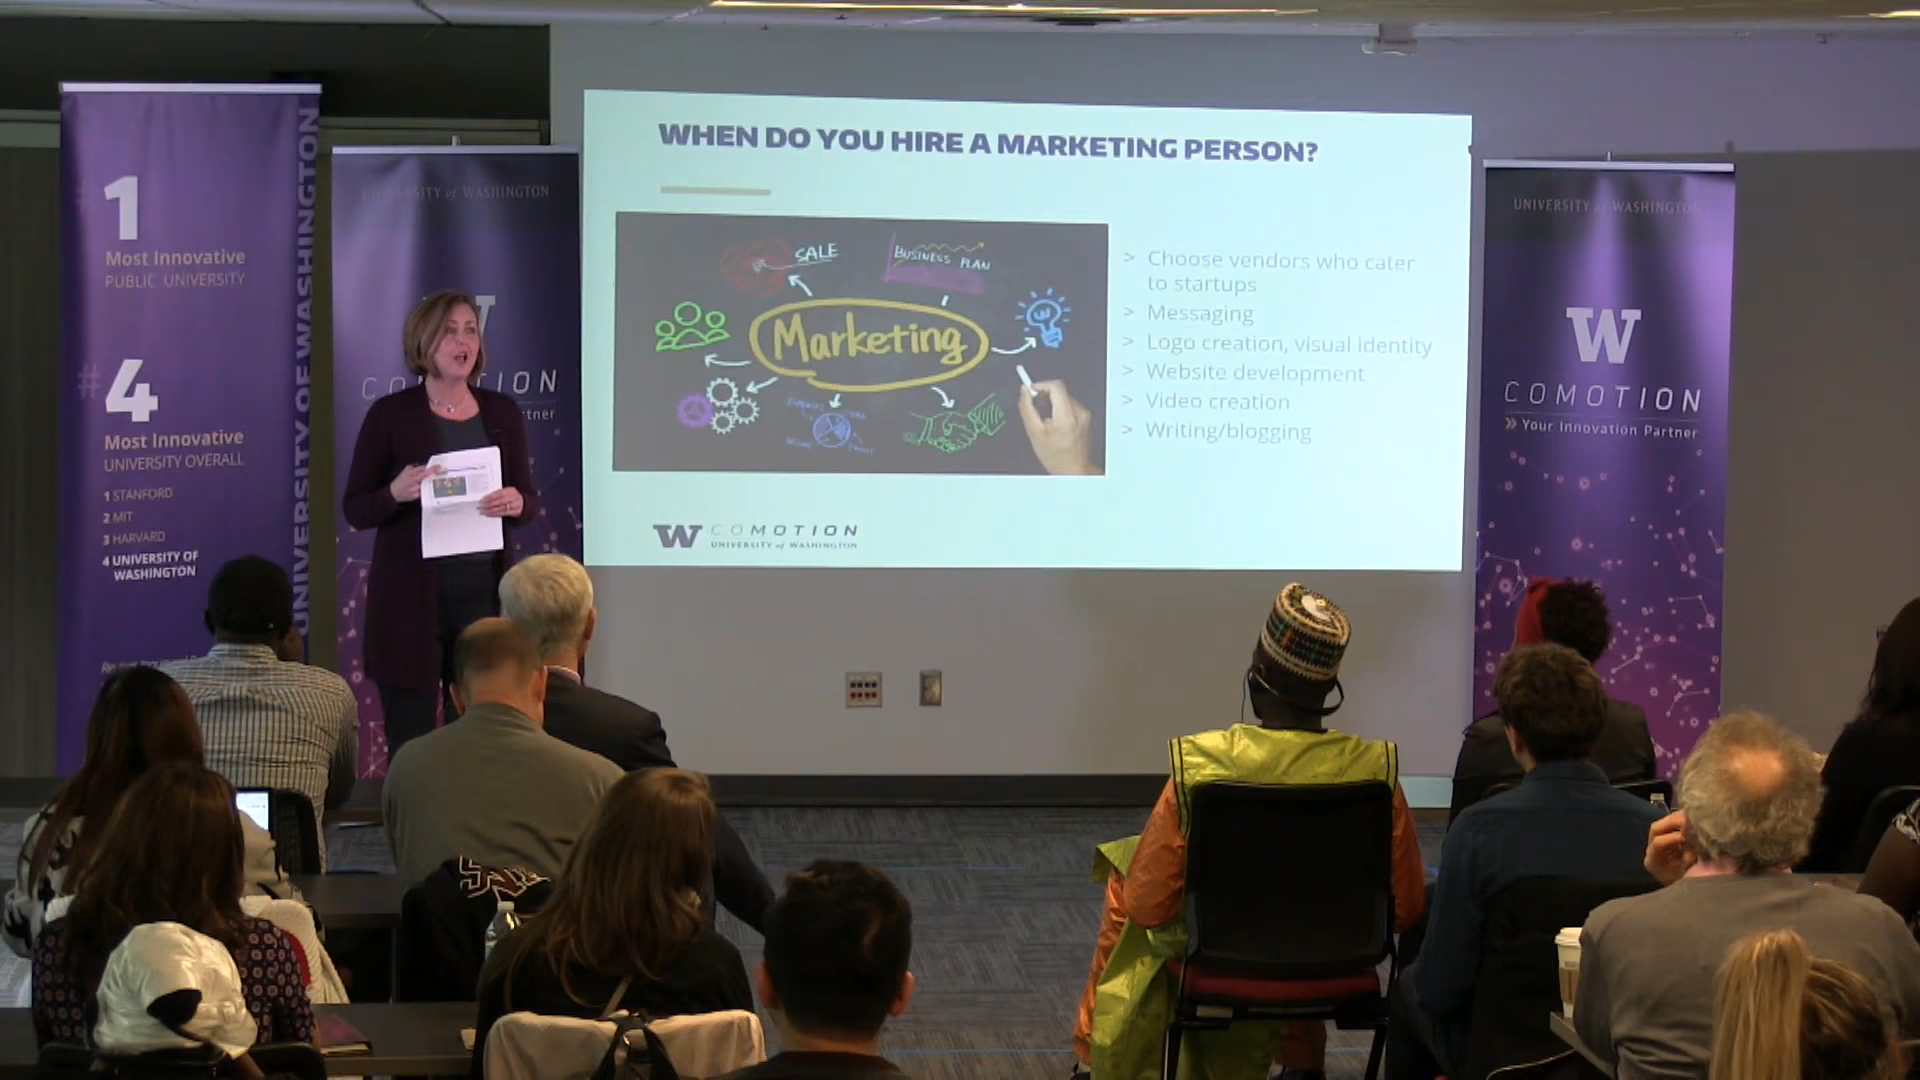 #1
Most Innovative
PUBLIC UNIVERSITY
#4
Most Innovative
UNIVERSITY OVERALL
1 STANFORD
2 MIT
3 HARVARD
4 UNIVERSITY OF
WASHINGTON
UNIVERSITY OF WASHINGTON
UNIVERSITY of WASHINGTON
WHEN DO YOU HIRE A MARKETING PERSON?
SALE
BUSINESS PLAN
Marketing
> Choose vendors who cater
to startups
> Messaging
> Logo creation, visual identity
> Website development
> Video creation
> Writing/blogging
W COMOTION
UNIVERSITY of WASHINGTON
UNIVERSITY of WASHINGTON
W
COMOTION
» Your Innovation Partner